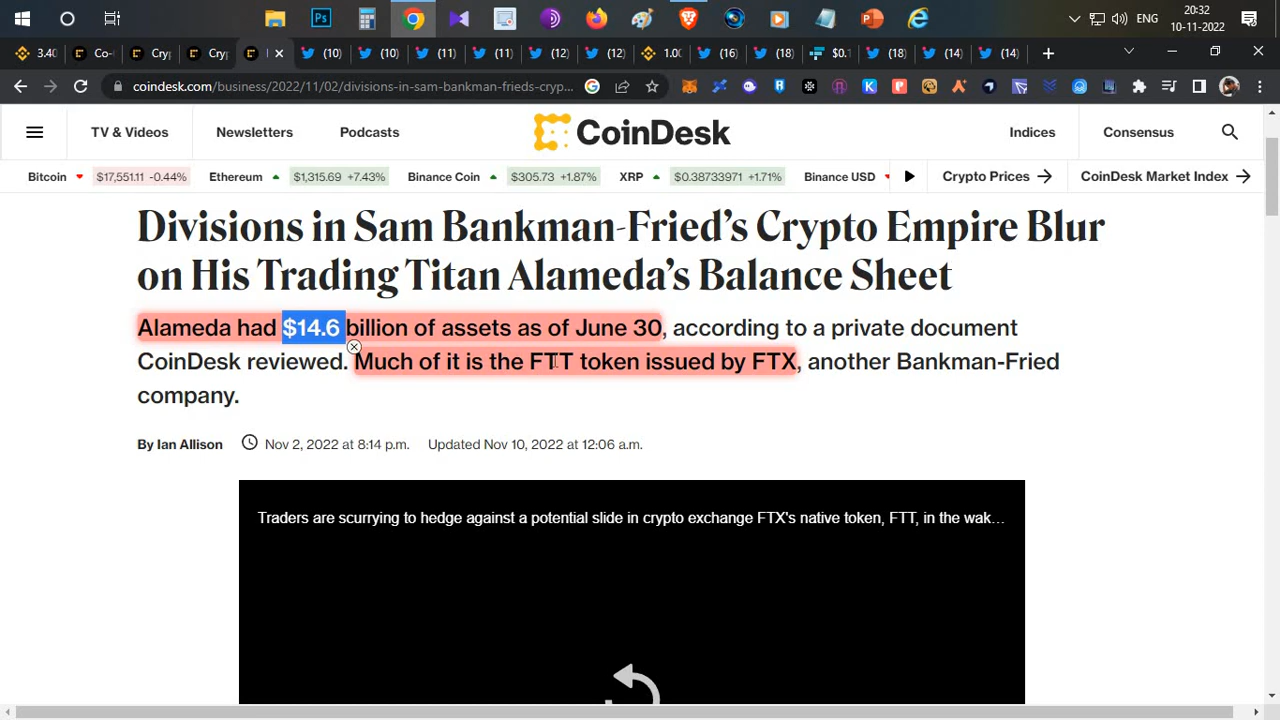 20:32
ENG
10-11-2022
3.40
Co-
Cry
Cry
(10)
(10)
(11)
(11)
(12)
(12)
1.00
(16)
(18)
$0.1
(18)
(14)
(14)
coindesk.com/business/2022/11/02/divisions-in-sam-bankman-frieds-cryp...
TV & Videos
Newsletters
Podcasts
CoinDesk
Indices
Consensus
Bitcoin $17,551.11 -0.44% Ethereum $1,315.69 +7.43% Binance Coin $305.73 +1.87% XRP $0.38733971 +1.71% Binance USD
Crypto Prices
CoinDesk Market Index
Divisions in Sam Bankman-Fried’s Crypto Empire Blur
on His Trading Titan Alameda’s Balance Sheet
Alameda had $14.6 billion of assets as of June 30, according to a private document
CoinDesk reviewed. Much of it is the FTT token issued by FTX, another Bankman-Fried
company.
By Ian Allison Nov 2, 2022 at 8:14 p.m. Updated Nov 10, 2022 at 12:06 a.m.
Traders are scurrying to hedge against a potential slide in crypto exchange FTX's native token, FTT, in the wak...